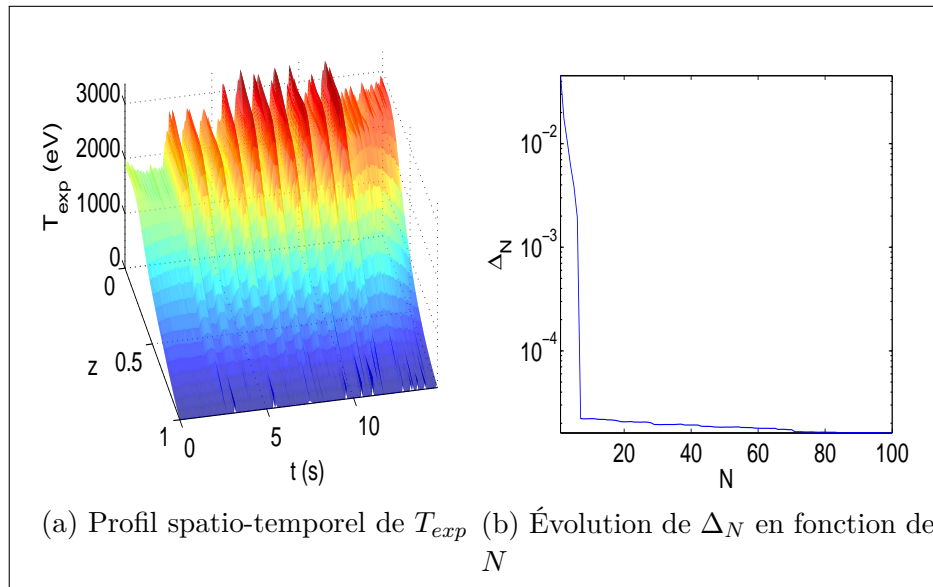 3000
2000
1000
0
T_exp (eV)
0
0.5
1
z
0
5
10
t (s)
10^-2
10^-3
10^-4
Δ_N
20
40
60
80
100
N
(a) Profil spatio-temporel de T_exp
(b) Évolution de Δ_N en fonction de
N